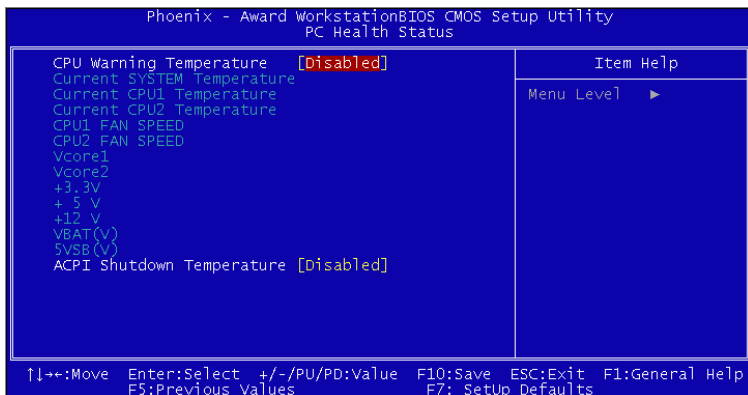 Phoenix - Award WorkstationBIOS CMOS Setup Utility
PC Health Status
CPU Warning Temperature [Disabled]
Current SYSTEM Temperature
Current CPU1 Temperature
Current CPU2 Temperature
CPU1 FAN SPEED
CPU2 FAN SPEED
Vcore1
Vcore2
+3.3V
+ 5 V
+12 V
VBAT(V)
5VSB(V)
ACPI Shutdown Temperature [Disabled]
Item Help
Menu Level ►
↑↓→←:Move Enter:Select +/-/PU/PD:Value F10:Save ESC:Exit F1:General Help
F5:Previous Values F7: SetUp Defaults